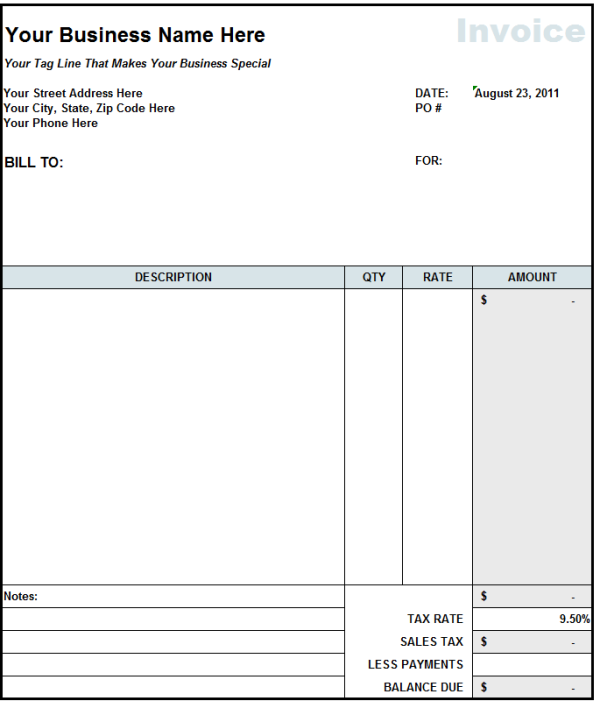 Your Business Name Here Invoice
Your Tag Line That Makes Your Business Special
Your Street Address Here DATE: August 23, 2011
Your City, State, Zip Code Here PO #
Your Phone Here
BILL TO: FOR:
DESCRIPTION QTY RATE AMOUNT
$ -
Notes: $ -
TAX RATE 9.50%
SALES TAX $ -
LESS PAYMENTS
BALANCE DUE $ -